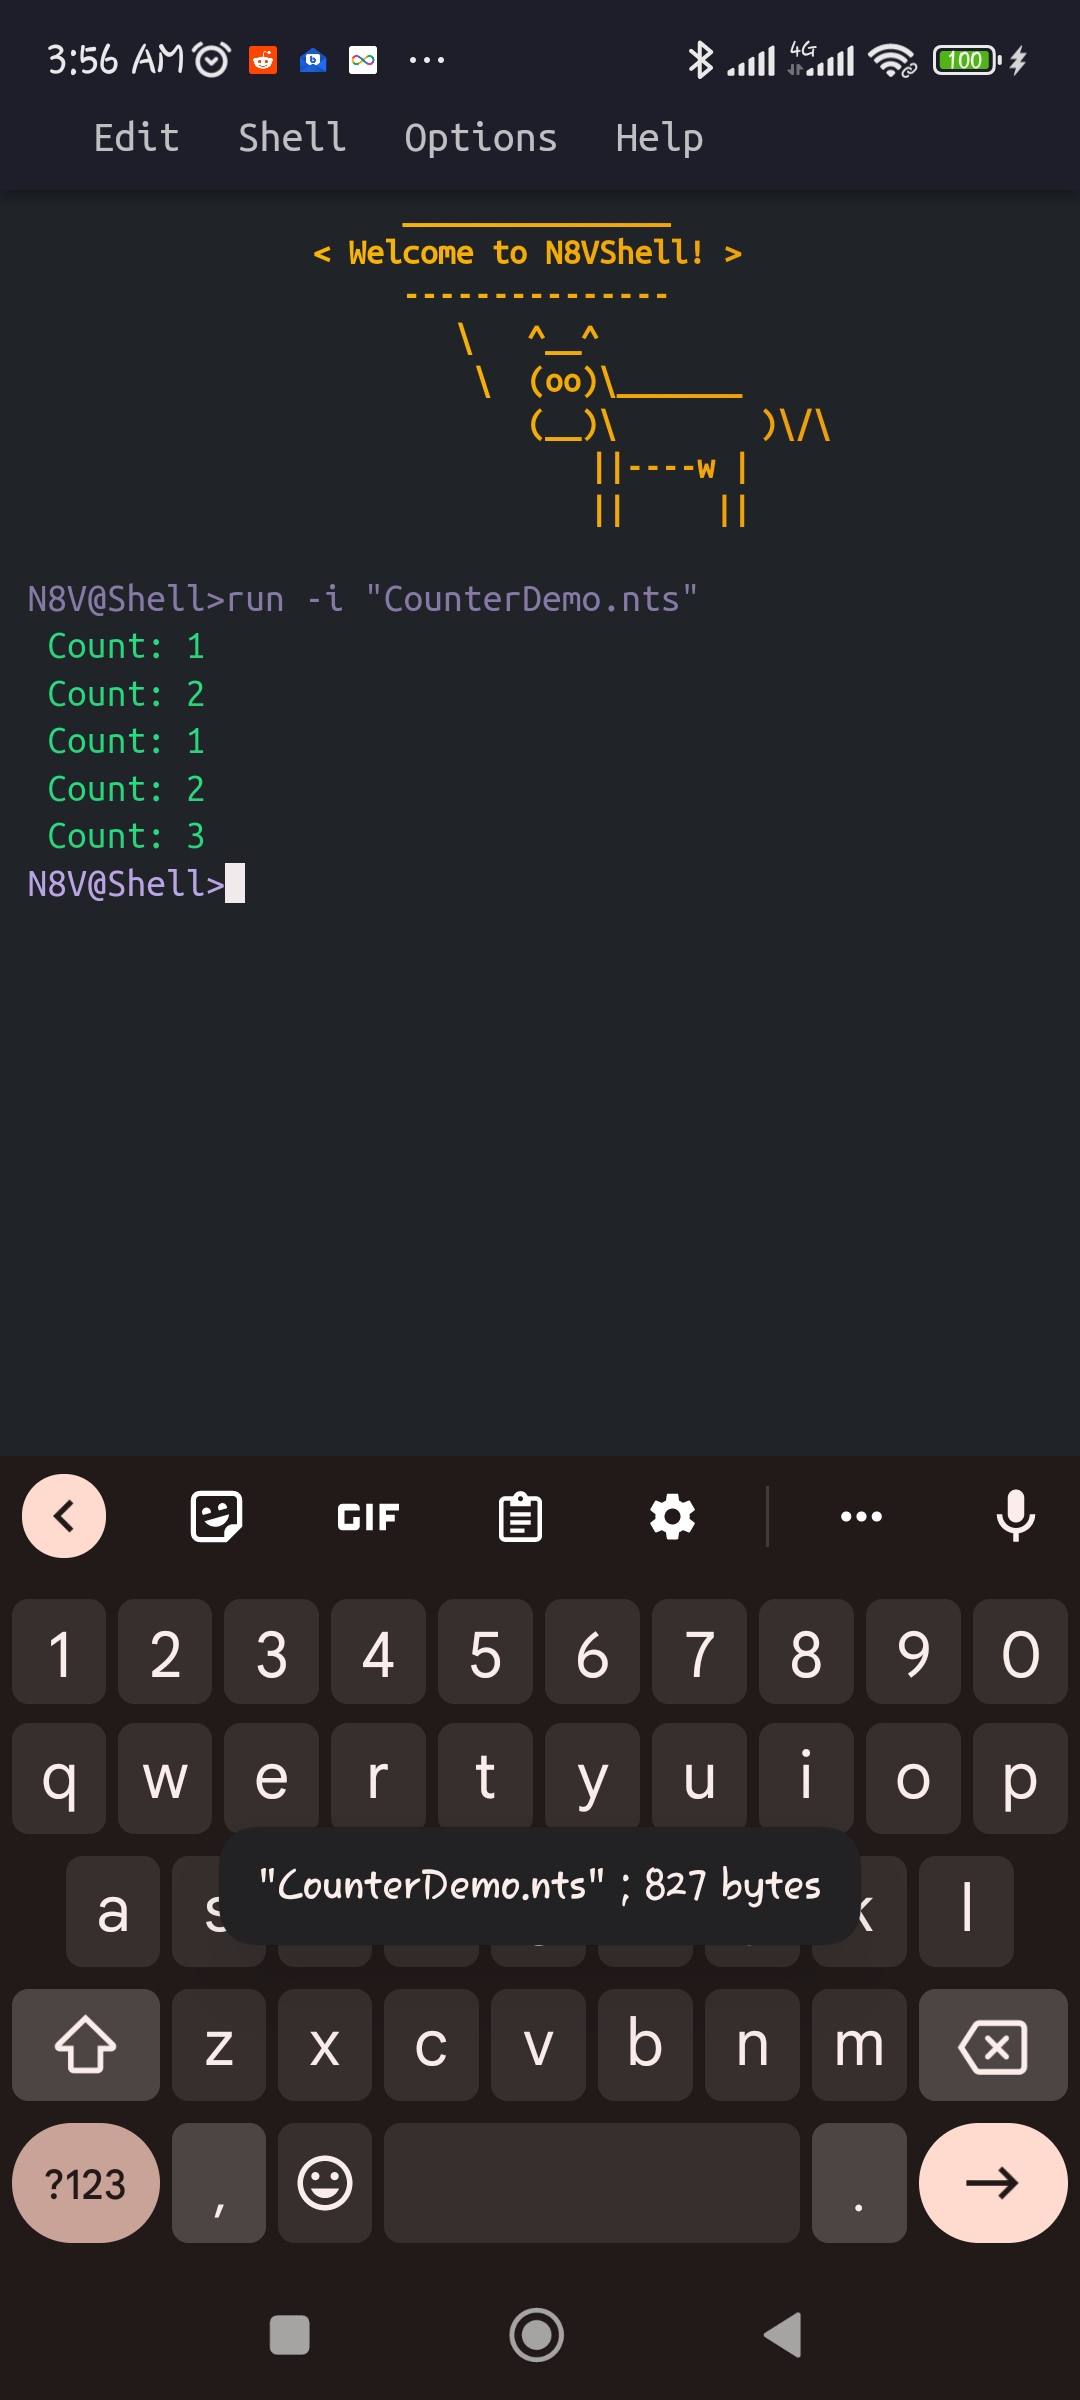 3:56 AM 4G 100
Edit Shell Options Help
_______________
< Welcome to N8VShell! >
---------------
\   ^__^
\  (oo)\_______
(__)\        )\/\
||----w |
||     ||
N8V@Shell>run -i "CounterDemo.nts"
Count: 1
Count: 2
Count: 1
Count: 2
Count: 3
N8V@Shell>
GIF
1 2 3 4 5 6 7 8 9 0
q w e r t y u i o p
"CounterDemo.nts" ; 827 bytes
a s k l
z x c v b n m
?123 , .